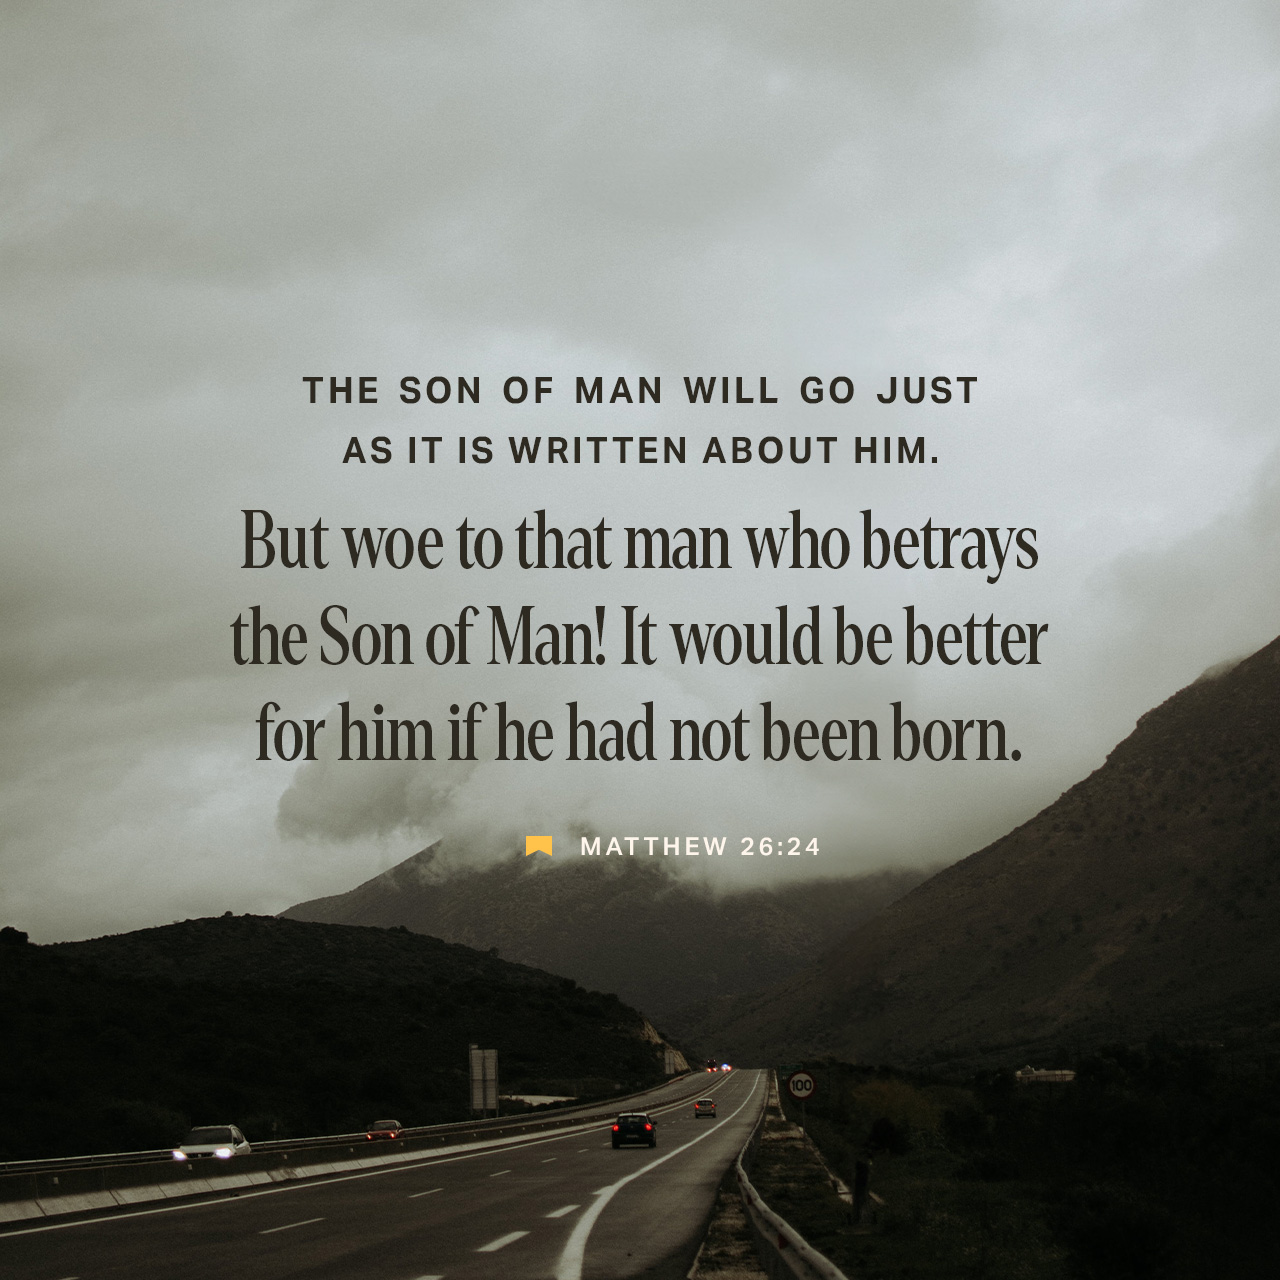 THE SON OF MAN WILL GO JUST
AS IT IS WRITTEN ABOUT HIM.
But woe to that man who betrays
the Son of Man! It would be better
for him if he had not been born.
MATTHEW 26:24
100